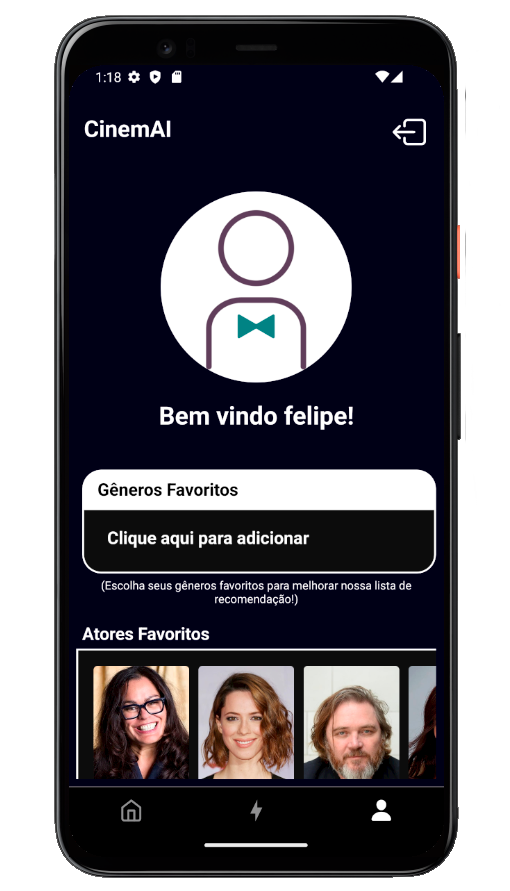 1:18
CinemAI
Bem vindo felipe!
Gêneros Favoritos
Clique aqui para adicionar
(Escolha seus gêneros favoritos para melhorar nossa lista de
recomendação!)
Atores Favoritos